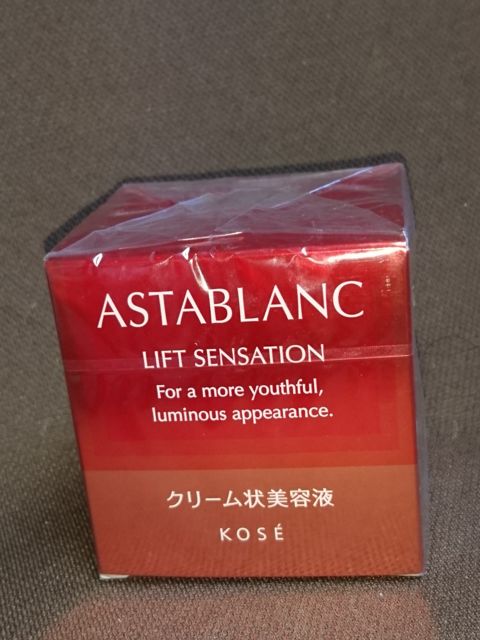 ASTABLANC
LIFT SENSATION
For a more youthful,
luminous appearance.
クリーム状美容液
KOSÉ